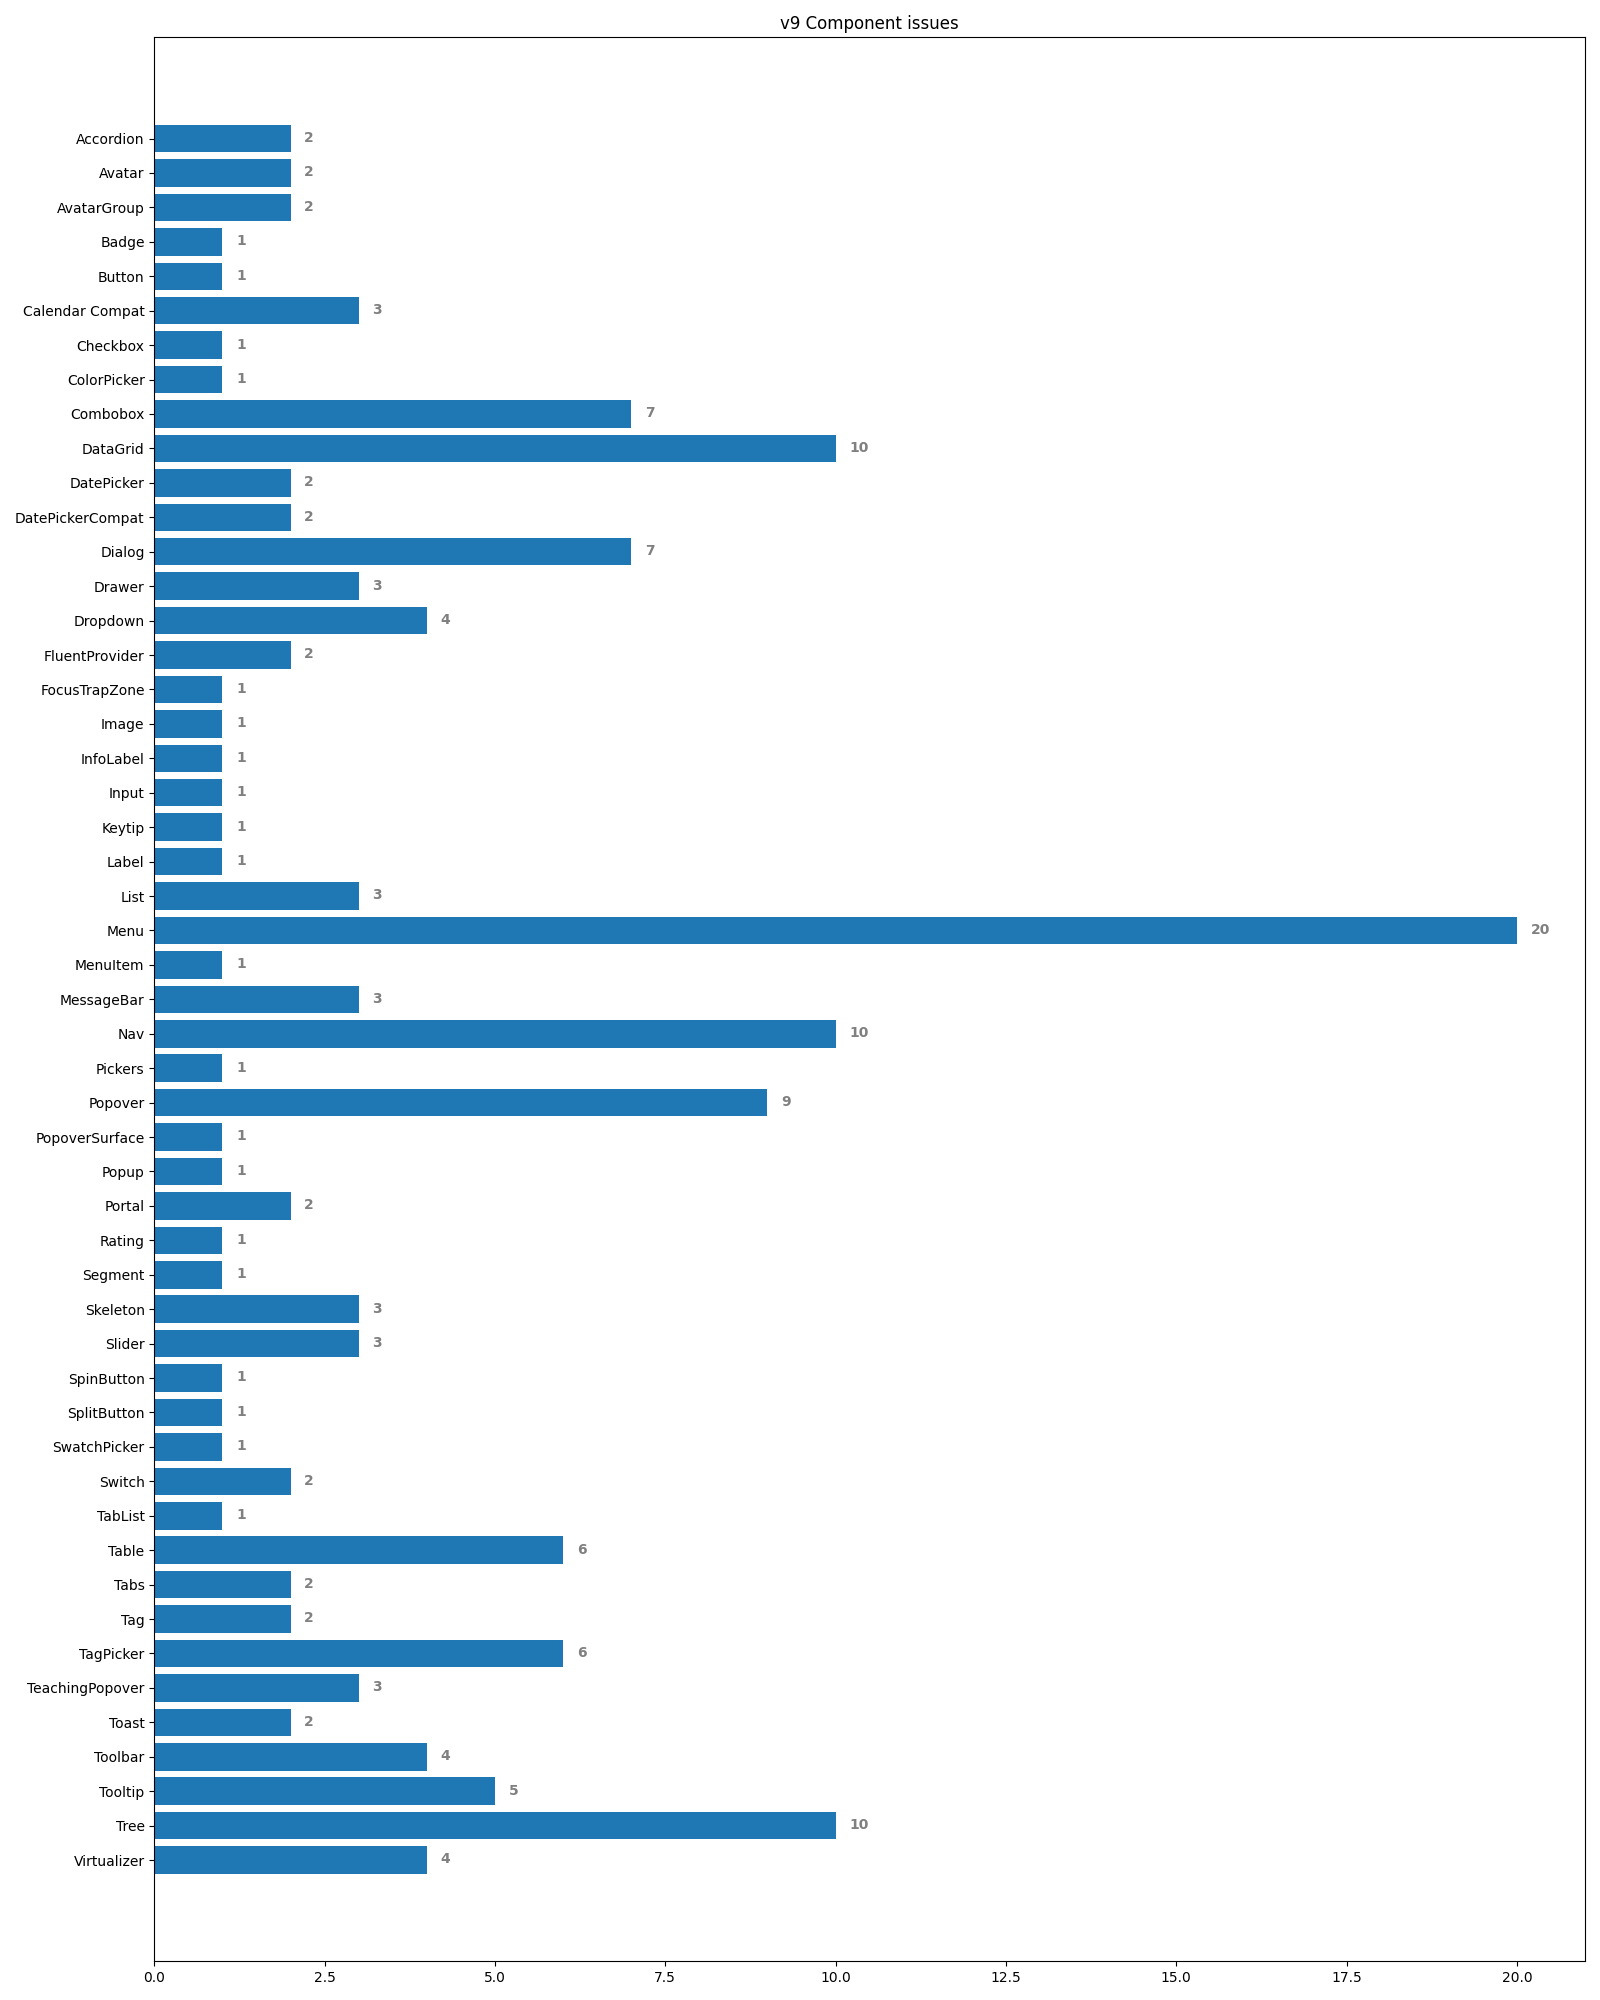 v9 Component issues
Accordion 2
Avatar 2
AvatarGroup 2
Badge 1
Button 1
Calendar Compat 3
Checkbox 1
ColorPicker 1
Combobox 7
DataGrid 10
DatePicker 2
DatePickerCompat 2
Dialog 7
Drawer 3
Dropdown 4
FluentProvider 2
FocusTrapZone 1
Image 1
InfoLabel 1
Input 1
Keytip 1
Label 1
List 3
Menu 20
MenuItem 1
MessageBar 3
Nav 10
Pickers 1
Popover 9
PopoverSurface 1
Popup 1
Portal 2
Rating 1
Segment 1
Skeleton 3
Slider 3
SpinButton 1
SplitButton 1
SwatchPicker 1
Switch 2
TabList 1
Table 6
Tabs 2
Tag 2
TagPicker 6
TeachingPopover 3
Toast 2
Toolbar 4
Tooltip 5
Tree 10
Virtualizer 4
0.0 2.5 5.0 7.5 10.0 12.5 15.0 17.5 20.0